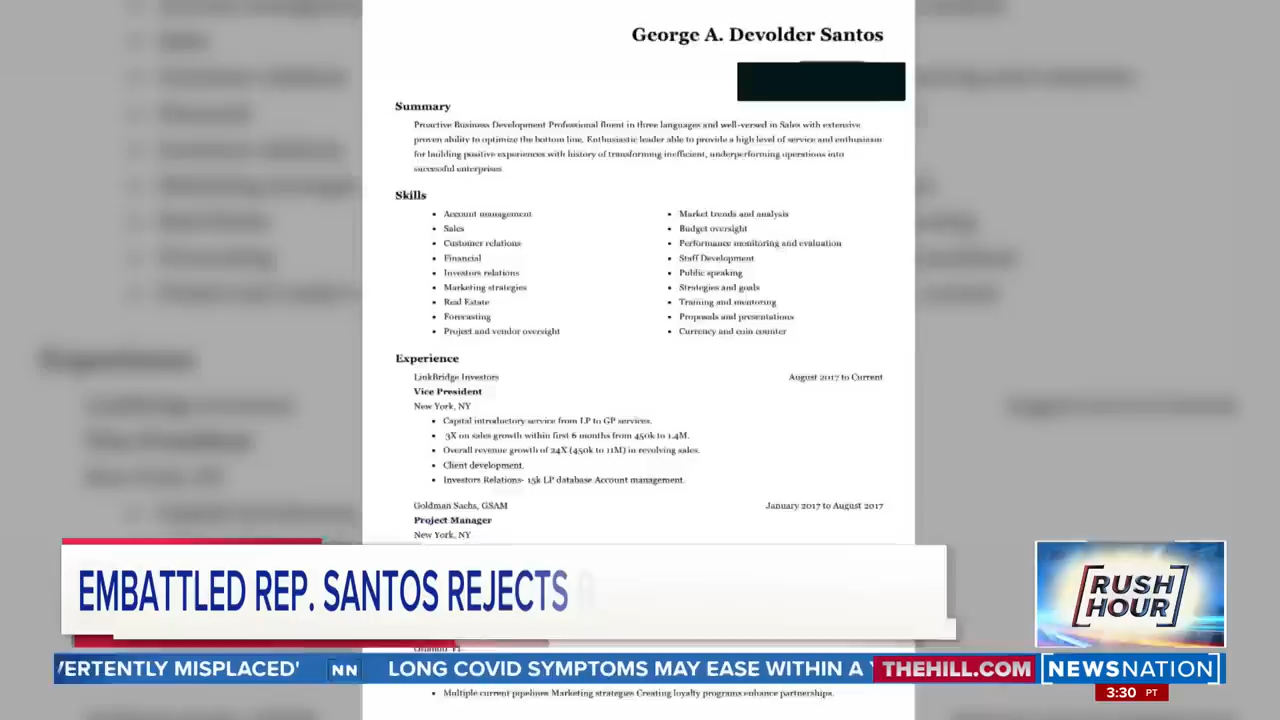 George A. Devolder Santos
Summary
Proactive Business Development Professional fluent in three languages and well-versed in Sales with extensive
proven ability to optimize the bottom line. Enthusiastic leader able to provide a high level of service and enthusiasm
for building positive experiences with history of transforming inefficient, underperforming operations into
successful enterprises
Skills
• Account management
• Sales
• Customer relations
• Financial
• Investors relations
• Marketing strategies
• Real Estate
• Forecasting
• Project and vendor oversight
• Market trends and analysis
• Budget oversight
• Performance monitoring and evaluation
• Staff Development
• Public speaking
• Strategies and goals
• Training and mentoring
• Proposals and presentations
• Currency and coin counter
Experience
LinkBridge Investors August 2017 to Current
Vice President
New York, NY
• Capital introductory service from LP to GP services.
• 3X on sales growth within first 6 months from 450k to 1.4M.
• Overall revenue growth of 24X (450k to 11M) in revolving sales.
• Client development.
• Investors Relations- 15k LP database Account management.
Goldman Sachs, GSAM January 2017 to August 2017
Project Manager
New York, NY
EMBATTLED REP. SANTOS REJECTS
[RUSH
HOUR]
VERTENTLY MISPLACED' NN LONG COVID SYMPTOMS MAY EASE WITHIN A THEHILL.COM [NEWSNATION]
• Multiple current pipelines Marketing strategies Creating loyalty programs enhance partnerships.
3:30 PT